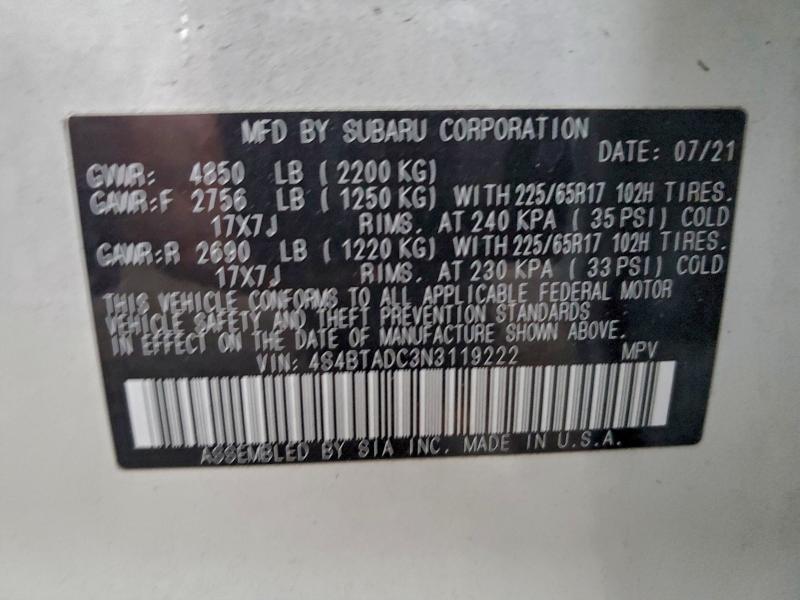 MFD BY SUBARU CORPORATION
DATE: 07/21
GVWR: 4850 LB ( 2200 KG)
GAWR:F 2756 LB ( 1250 KG) WITH 225/65R17 102H TIRES.
17X7J RIMS. AT 240 KPA ( 35 PSI) COLD
GAWR:R 2690 LB ( 1220 KG) WITH 225/65R17 102H TIRES.
17X7J RIMS. AT 230 KPA ( 33 PSI) COLD
THIS VEHICLE CONFORMS TO ALL APPLICABLE FEDERAL MOTOR
VEHICLE SAFETY AND THEFT PREVENTION STANDARDS
IN EFFECT ON THE DATE OF MANUFACTURE SHOWN ABOVE.
VIN: 4S4BTADC3N3119222 MPV
ASSEMBLED BY SIA INC. MADE IN U.S.A.